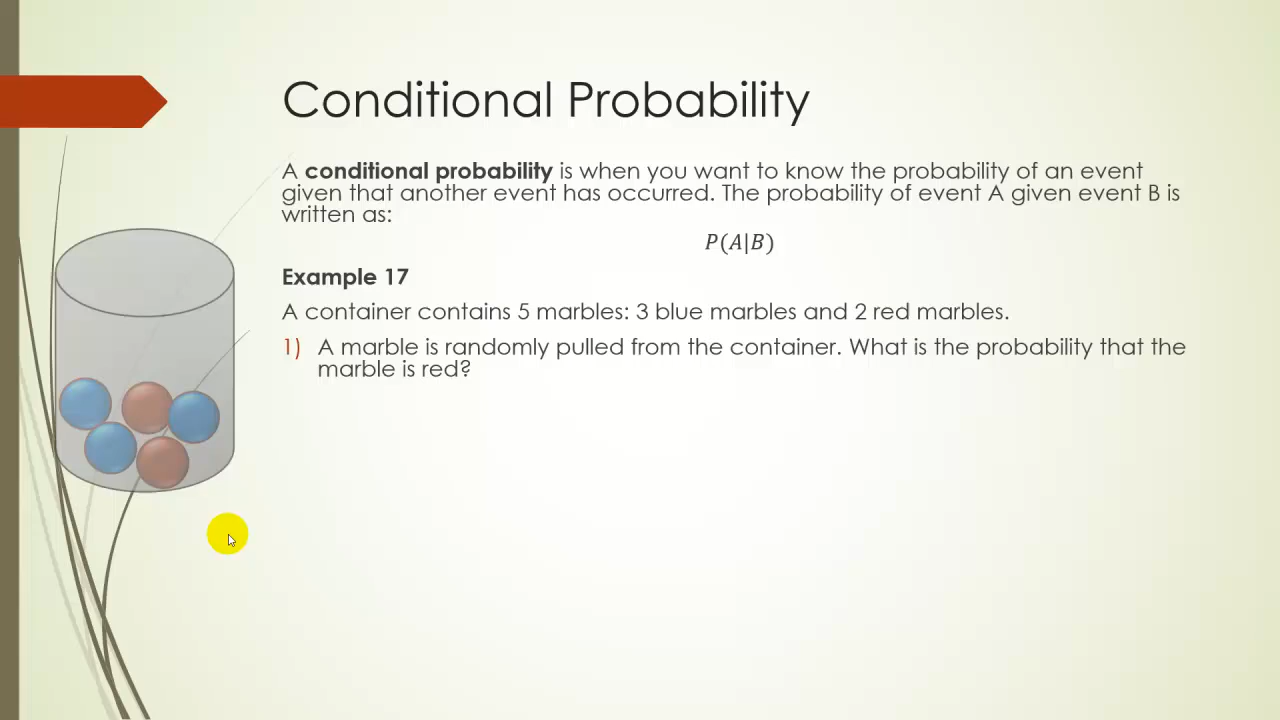 Conditional Probability
A conditional probability is when you want to know the probability of an event
given that another event has occurred. The probability of event A given event B is
written as:
P(A|B)
Example 17
A container contains 5 marbles: 3 blue marbles and 2 red marbles.
1) A marble is randomly pulled from the container. What is the probability that the
marble is red?